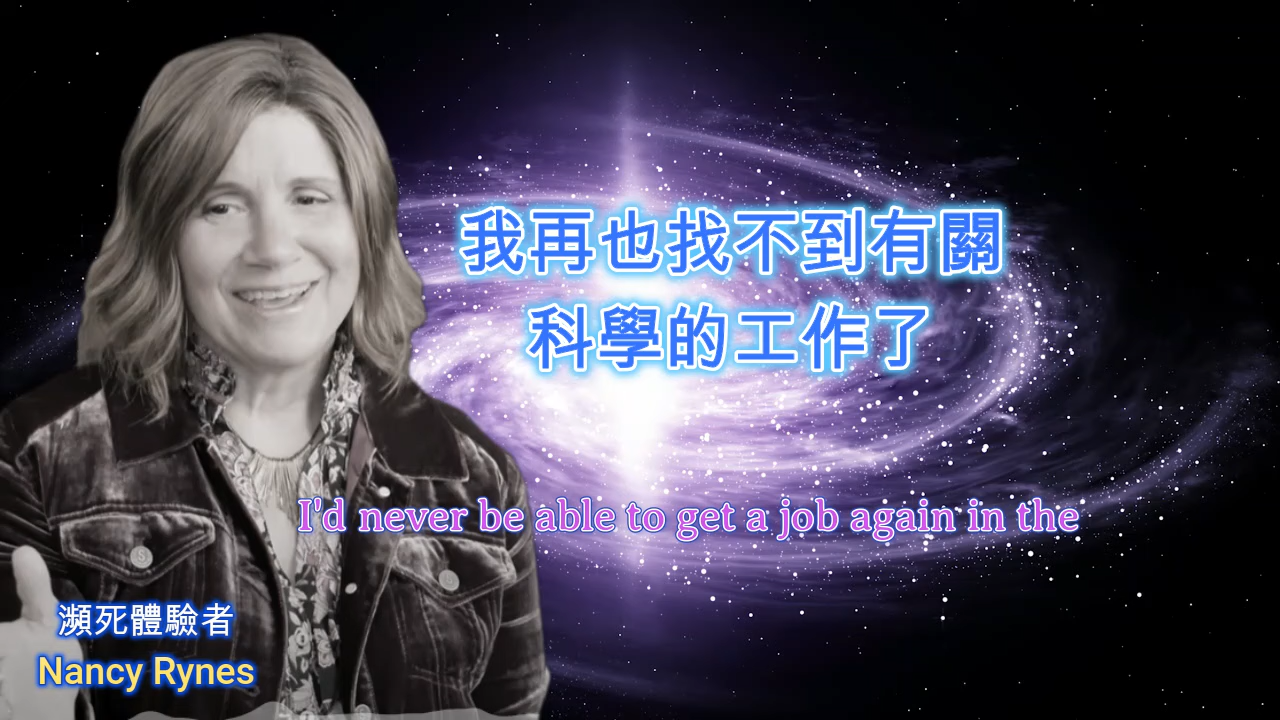 我再也找不到有關
科學的工作了
I'd never be able to get a job again in the
瀕死體驗者
Nancy Rynes